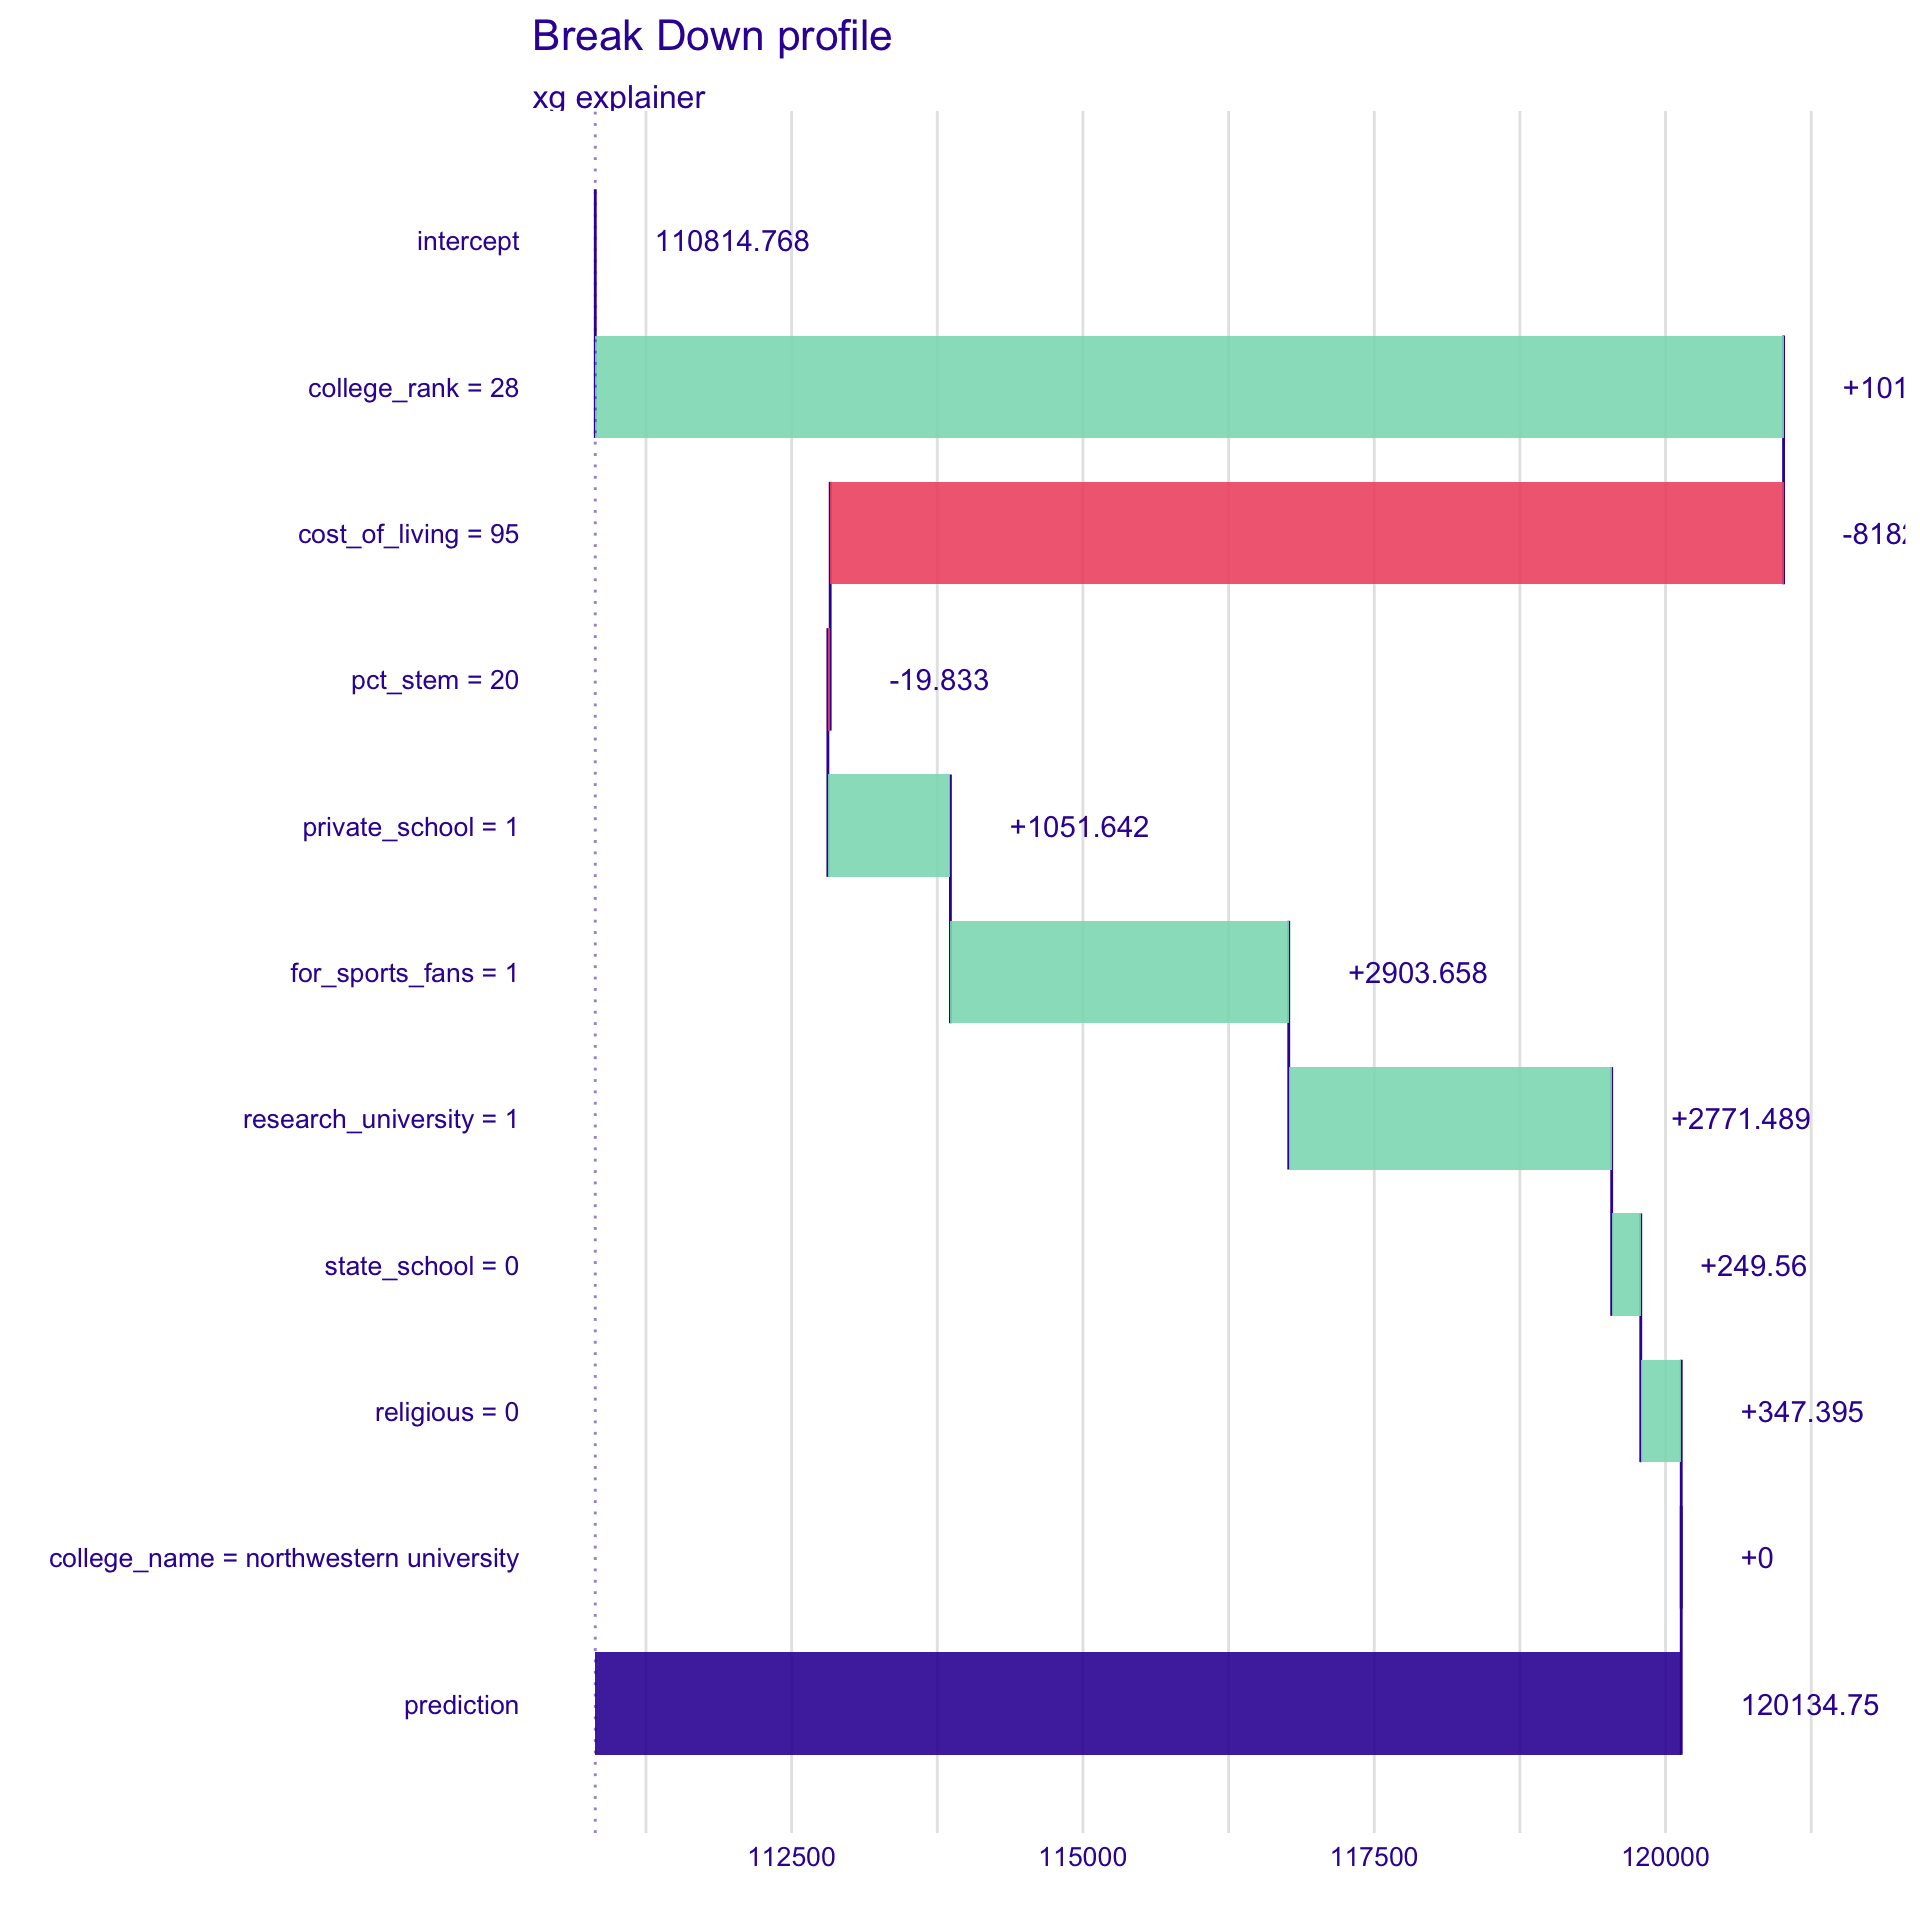 Break Down profile
xg explainer
intercept 110814.768
college_rank = 28 +101
cost_of_living = 95 -818
pct_stem = 20 -19.833
private_school = 1 +1051.642
for_sports_fans = 1 +2903.658
research_university = 1 +2771.489
state_school = 0 +249.56
religious = 0 +347.395
college_name = northwestern university +0
prediction 120134.75
112500 115000 117500 120000